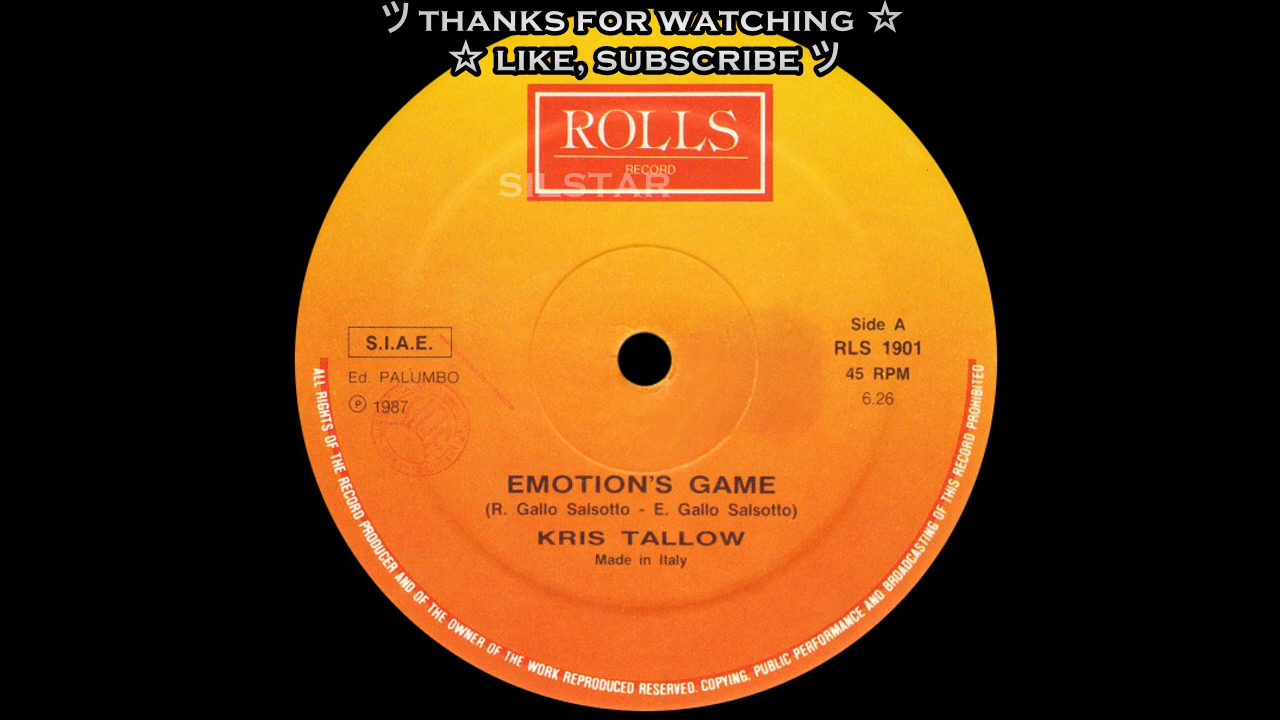 ツ THANKS FOR WATCHING ☆
☆ LIKE, SUBSCRIBE ツ
ROLLS
RECORD
SILSTAR
S.I.A.E.
Ed. PALUMBO
Ⓟ 1987
Side A
RLS 1901
45 RPM
6.26
EMOTION'S GAME
(R. Gallo Salsotto - E. Gallo Salsotto)
KRIS TALLOW
Made in Italy
ALL RIGHTS OF THE RECORD PRODUCER AND OF THE OWNER OF THE WORK REPRODUCED RESERVED. COPYING, PUBLIC PERFORMANCE AND BROADCASTING OF THIS RECORD PROHIBITED